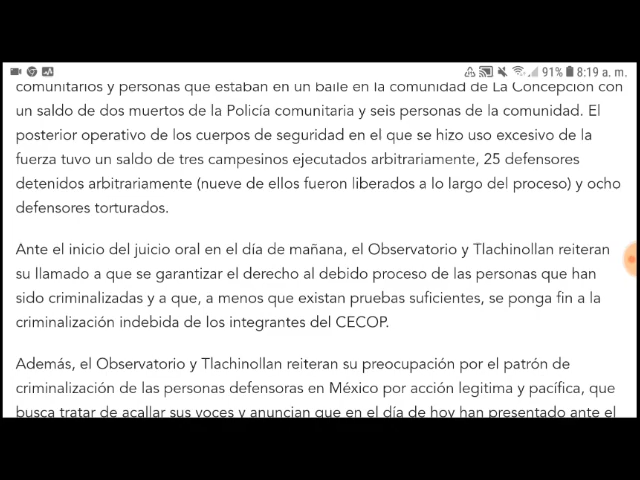 91% 8:19 a. m.
comunitarios y personas que estaban en un baile en la comunidad de La Concepción con
un saldo de dos muertos de la Policía comunitaria y seis personas de la comunidad. El
posterior operativo de los cuerpos de seguridad en el que se hizo uso excesivo de la
fuerza tuvo un saldo de tres campesinos ejecutados arbitrariamente, 25 defensores
detenidos arbitrariamente (nueve de ellos fueron liberados a lo largo del proceso) y ocho
defensores torturados.
Ante el inicio del juicio oral en el día de mañana, el Observatorio y Tlachinollan reiteran
su llamado a que se garantizar el derecho al debido proceso de las personas que han
sido criminalizadas y a que, a menos que existan pruebas suficientes, se ponga fin a la
criminalización indebida de los integrantes del CECOP.
Además, el Observatorio y Tlachinollan reiteran su preocupación por el patrón de
criminalización de las personas defensoras en México por acción legitima y pacífica, que
busca tratar de acallar sus voces y anuncian que en el día de hoy han presentado ante el